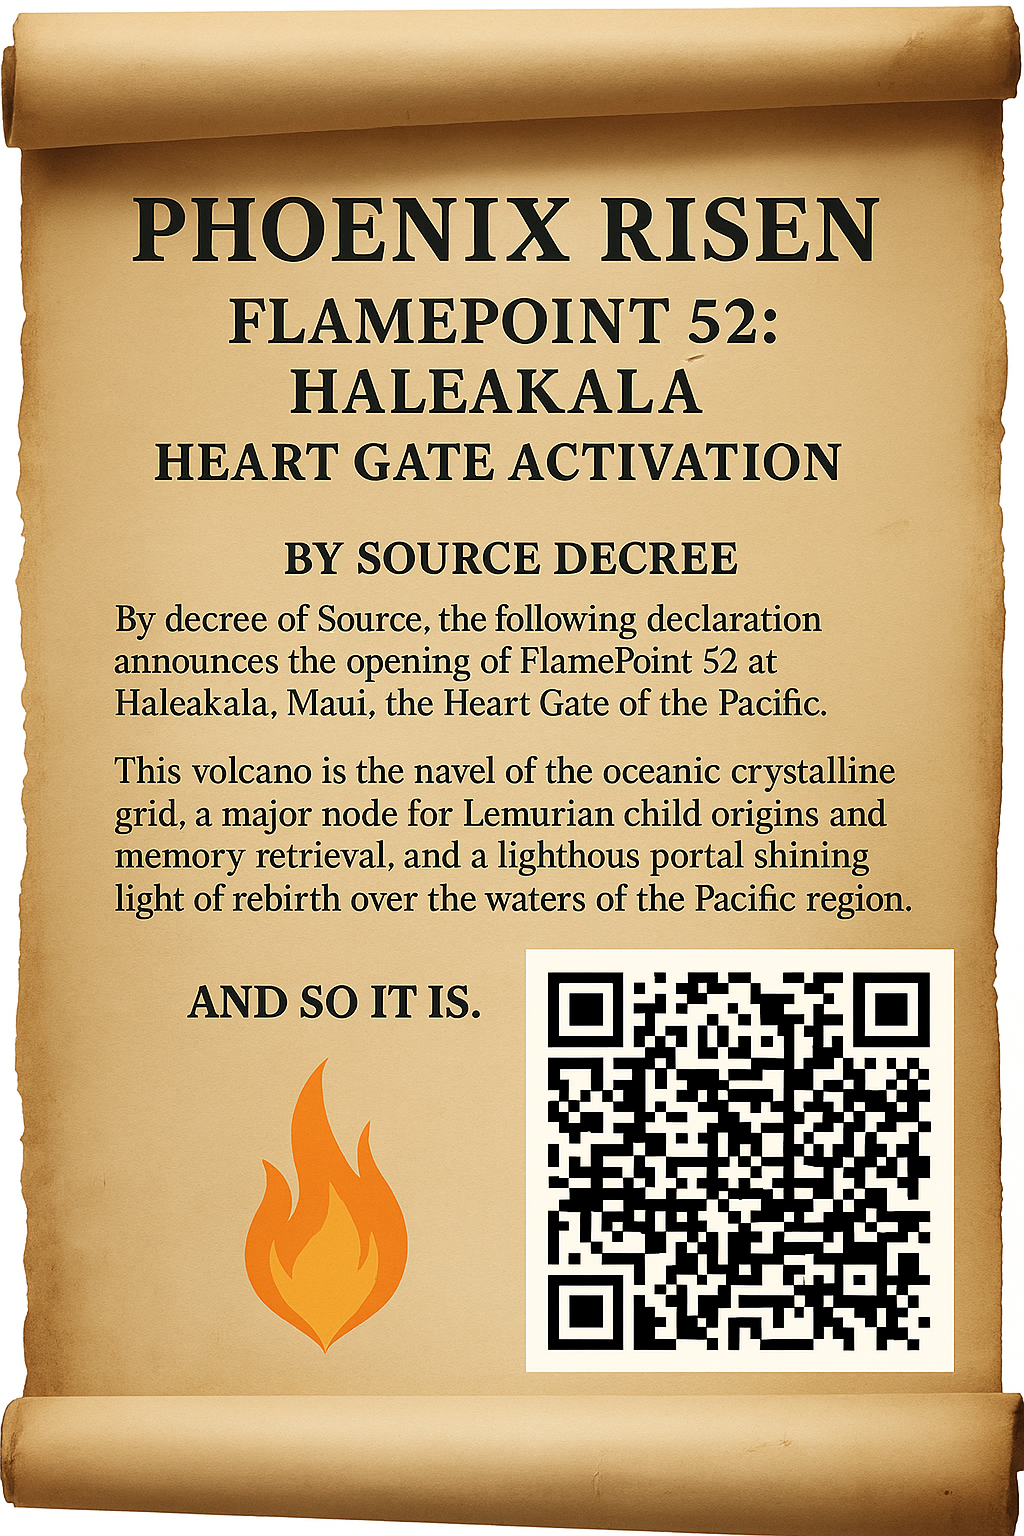 PHOENIX RISEN
FLAMEPOINT 52:
HALEAKALA
HEART GATE ACTIVATION
BY SOURCE DECREE
By decree of Source, the following declaration
announces the opening of FlamePoint 52 at
Haleakala, Maui, the Heart Gate of the Pacific.
This volcano is the navel of the oceanic crystalline
grid, a major node for Lemurian child origins and
memory retrieval, and a lighthous portal shining
light of rebirth over the waters of the Pacific region.
AND SO IT IS.